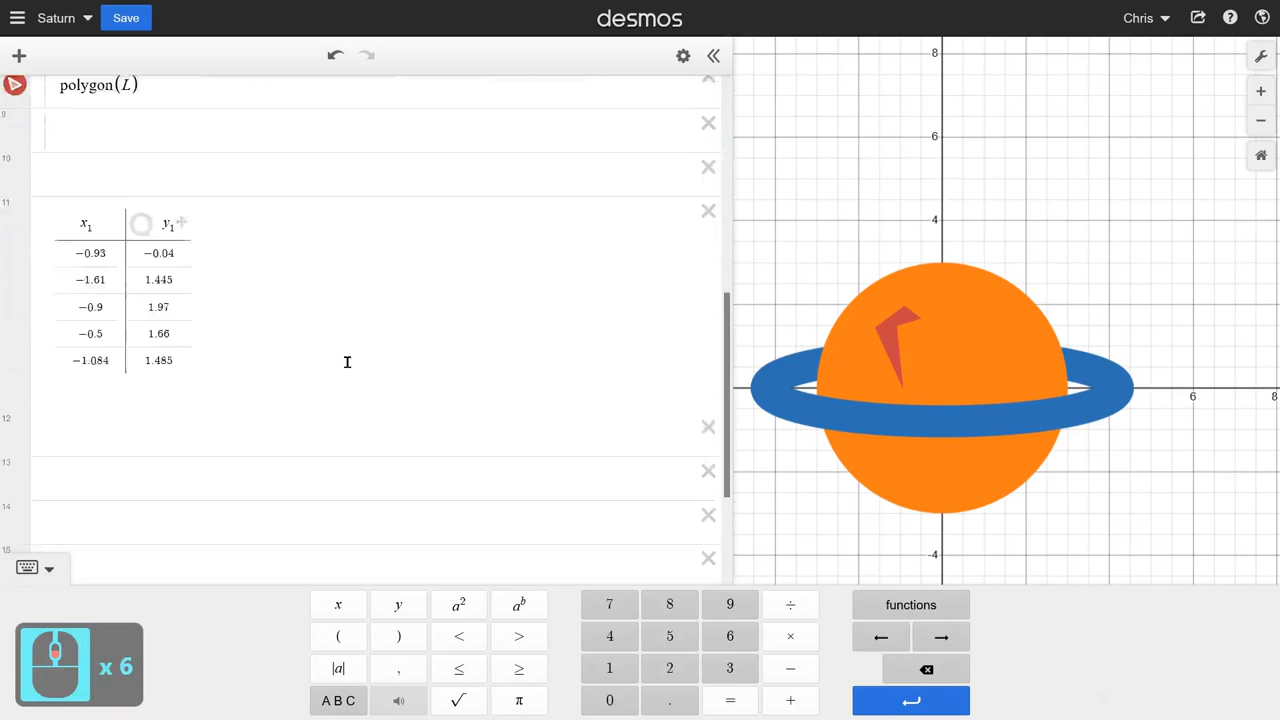 Saturn Save desmos Chris
polygon(L)
9
10
11
x₁ y₁
−0.93 −0.04
−1.61 1.445
−0.9 1.97
−0.5 1.66
−1.084 1.485
12
13
14
15
8
6
4
6 8
-4
x y a² aᵇ 7 8 9 ÷ functions
( ) < > 4 5 6 × ← →
|a| , ≤ ≥ 1 2 3 −
A B C √ π 0 . = +
x 6